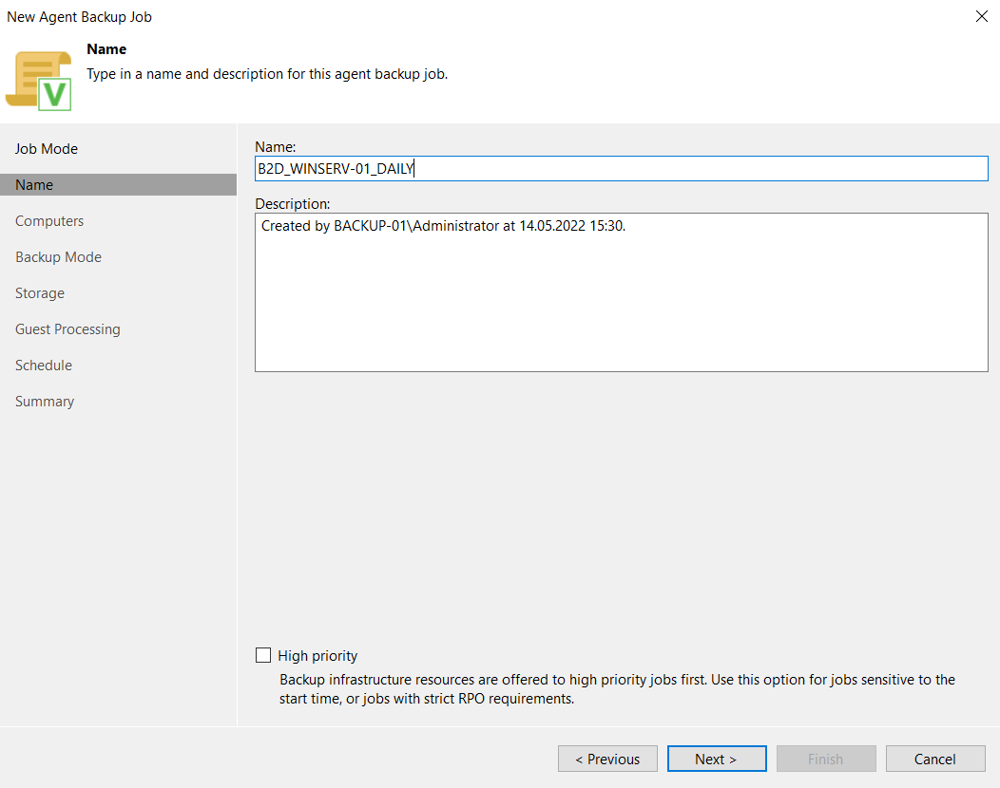 New Agent Backup Job
Name
Type in a name and description for this agent backup job.
V
Job Mode
Name
Computers
Backup Mode
Storage
Guest Processing
Schedule
Summary
Name:
B2D_WINSERV-01_DAILY
Description:
Created by BACKUP-01\Administrator at 14.05.2022 15:30.
High priority
Backup infrastructure resources are offered to high priority jobs first. Use this option for jobs sensitive to the
start time, or jobs with strict RPO requirements.
< Previous
Next >
Finish
Cancel